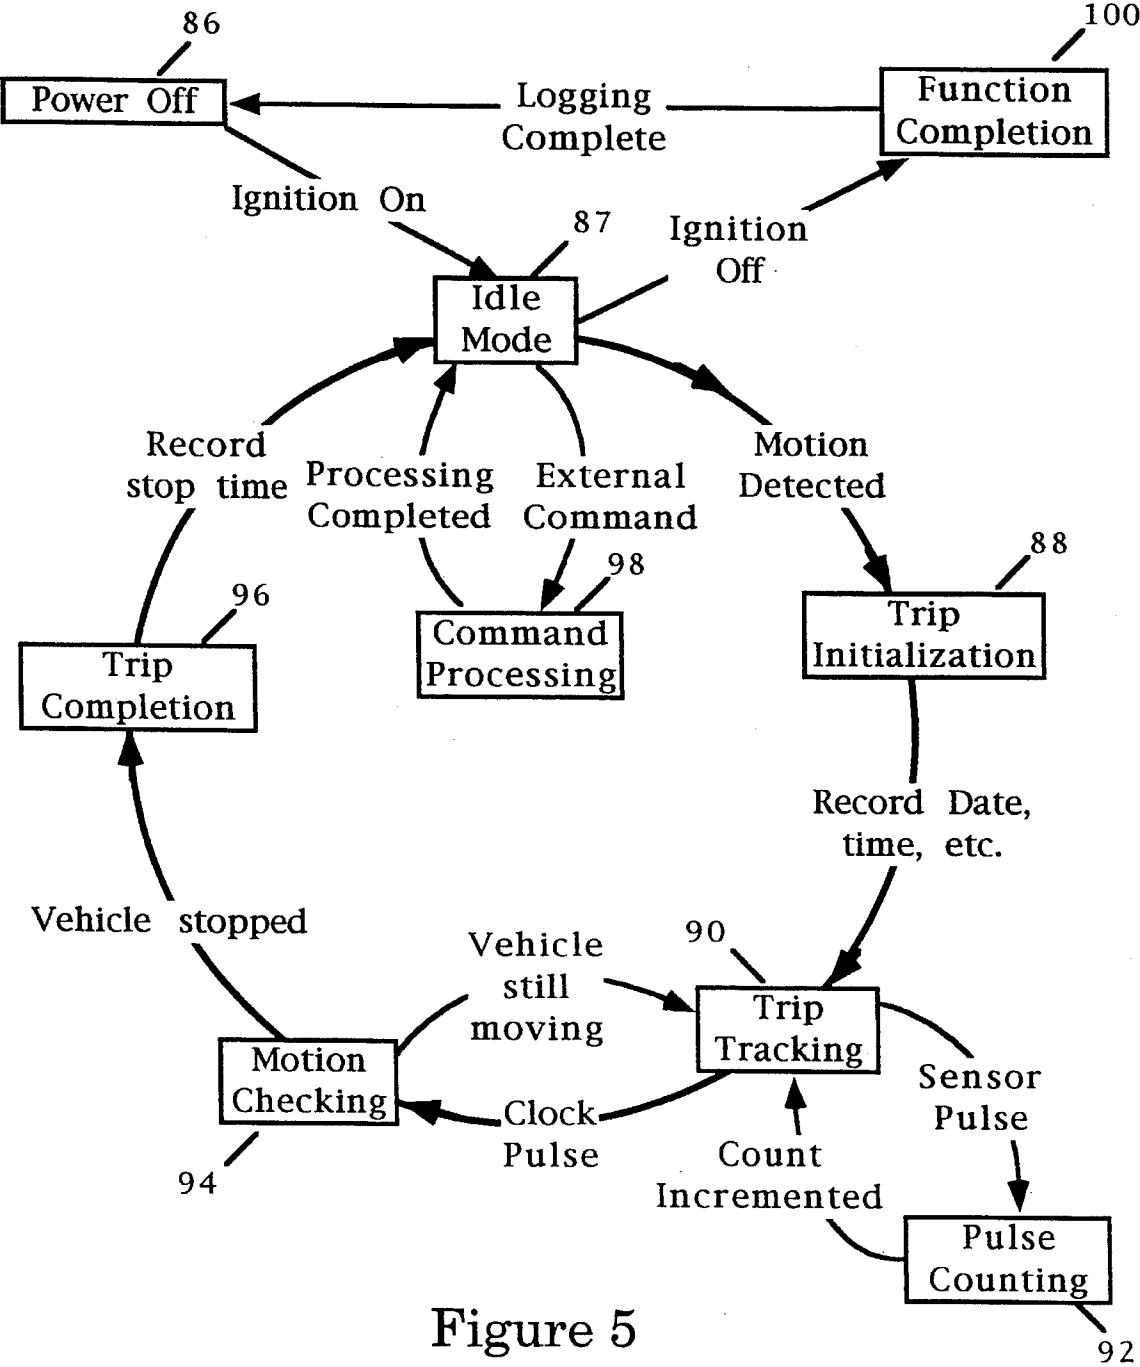 86
100
Power Off
Logging
Complete
Function
Completion
Ignition On
87
Ignition
Off
Idle
Mode
Record
stop time
Processing
Completed
External
Command
Motion
Detected
98
88
96
Command
Processing
Trip
Initialization
Trip
Completion
Record Date,
time, etc.
Vehicle stopped
Vehicle
still
moving
90
Trip
Tracking
Motion
Checking
Clock
Pulse
Sensor
Pulse
94
Count
Incremented
Pulse
Counting
Figure 5
92